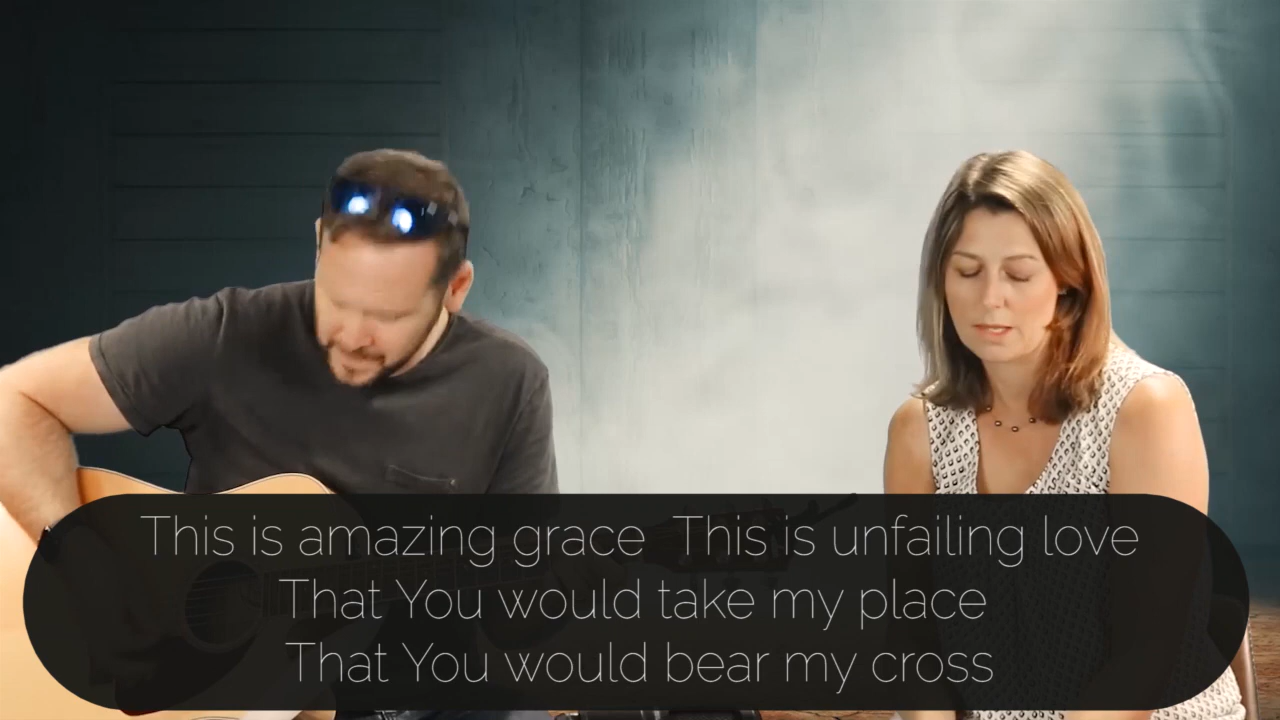 This is amazing grace This is unfailing love
That You would take my place
That You would bear my cross